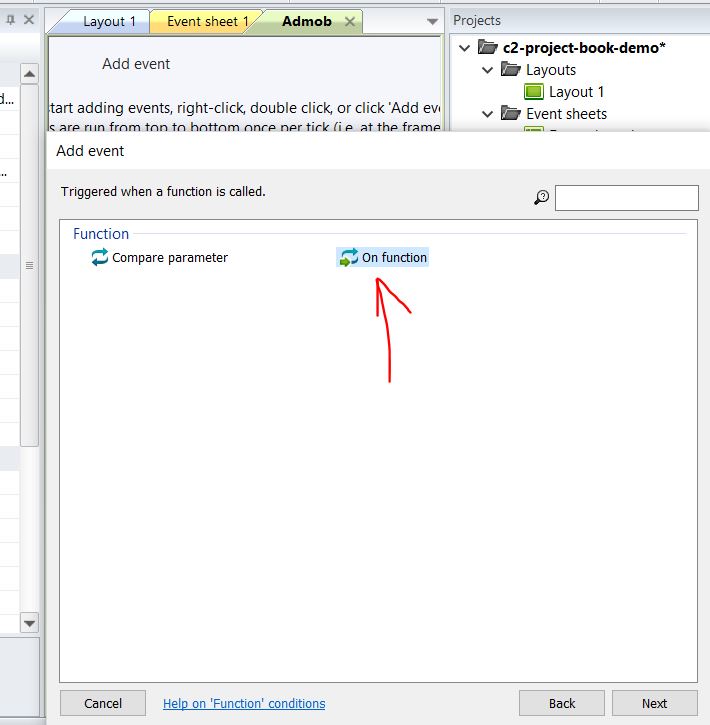 Layout 1
Event sheet 1
Admob
Projects
Add event
tart adding events, right-click, double click, or click 'Add eve
s are run from top to bottom once per tick (i.e. at the frame
c2-project-book-demo*
Layouts
Layout 1
Event sheets
d...
...
Add event
Triggered when a function is called.
Function
Compare parameter
On function
Cancel
Help on 'Function' conditions
Back
Next